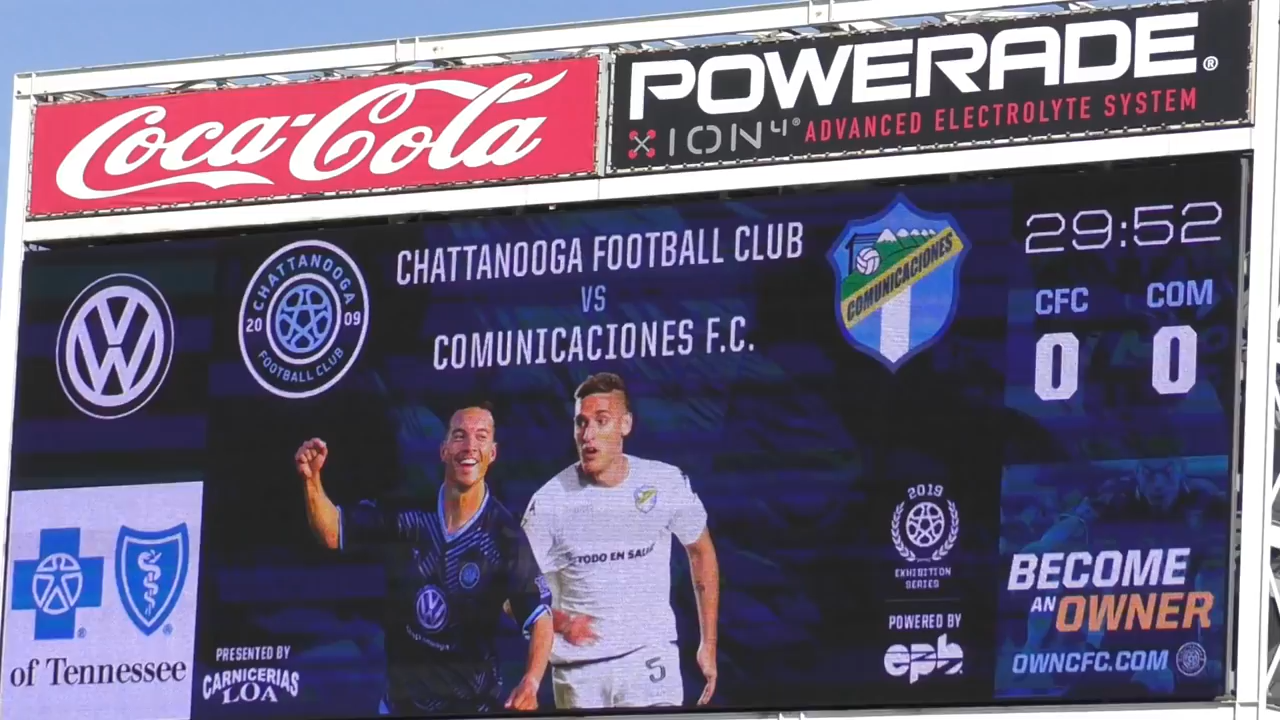 Coca-Cola
POWERADE®
ION4® ADVANCED ELECTROLYTE SYSTEM
CHATTANOOGA FOOTBALL CLUB
VS
COMUNICACIONES F.C.
CHATTANOOGA
20 09
FOOTBALL CLUB
COMUNICACIONES
29:52
CFC COM
0 0
2019
EXHIBITION
SERIES
POWERED BY
epb
BECOME
AN OWNER
OWNCFC.COM
TODO EN
5
PRESENTED BY
CARNICERIAS
LOA
of Tennessee